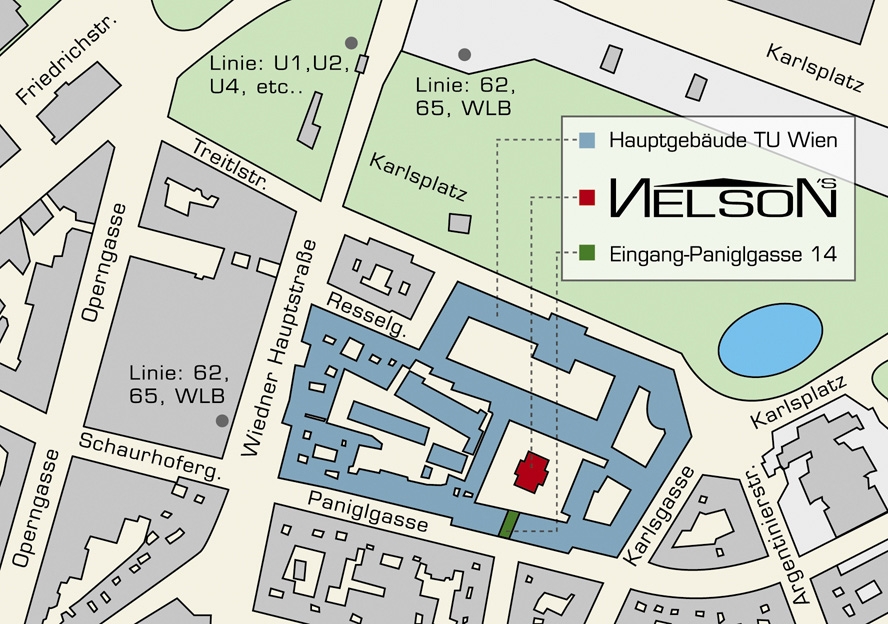 Friedrichstr.
Linie: U1,U2,
U4, etc..
Linie: 62,
65, WLB
Karlsplatz
Hauptgebäude TU Wien
NELSON'S
Eingang-Paniglgasse 14
Treitlstr.
Karlsplatz
Operngasse
Wiedner Hauptstraße
Resselg.
Linie: 62,
65, WLB
Karlsplatz
Schaurhoferg.
Operngasse
Paniglgasse
Karlsgasse
Argentinierstr.